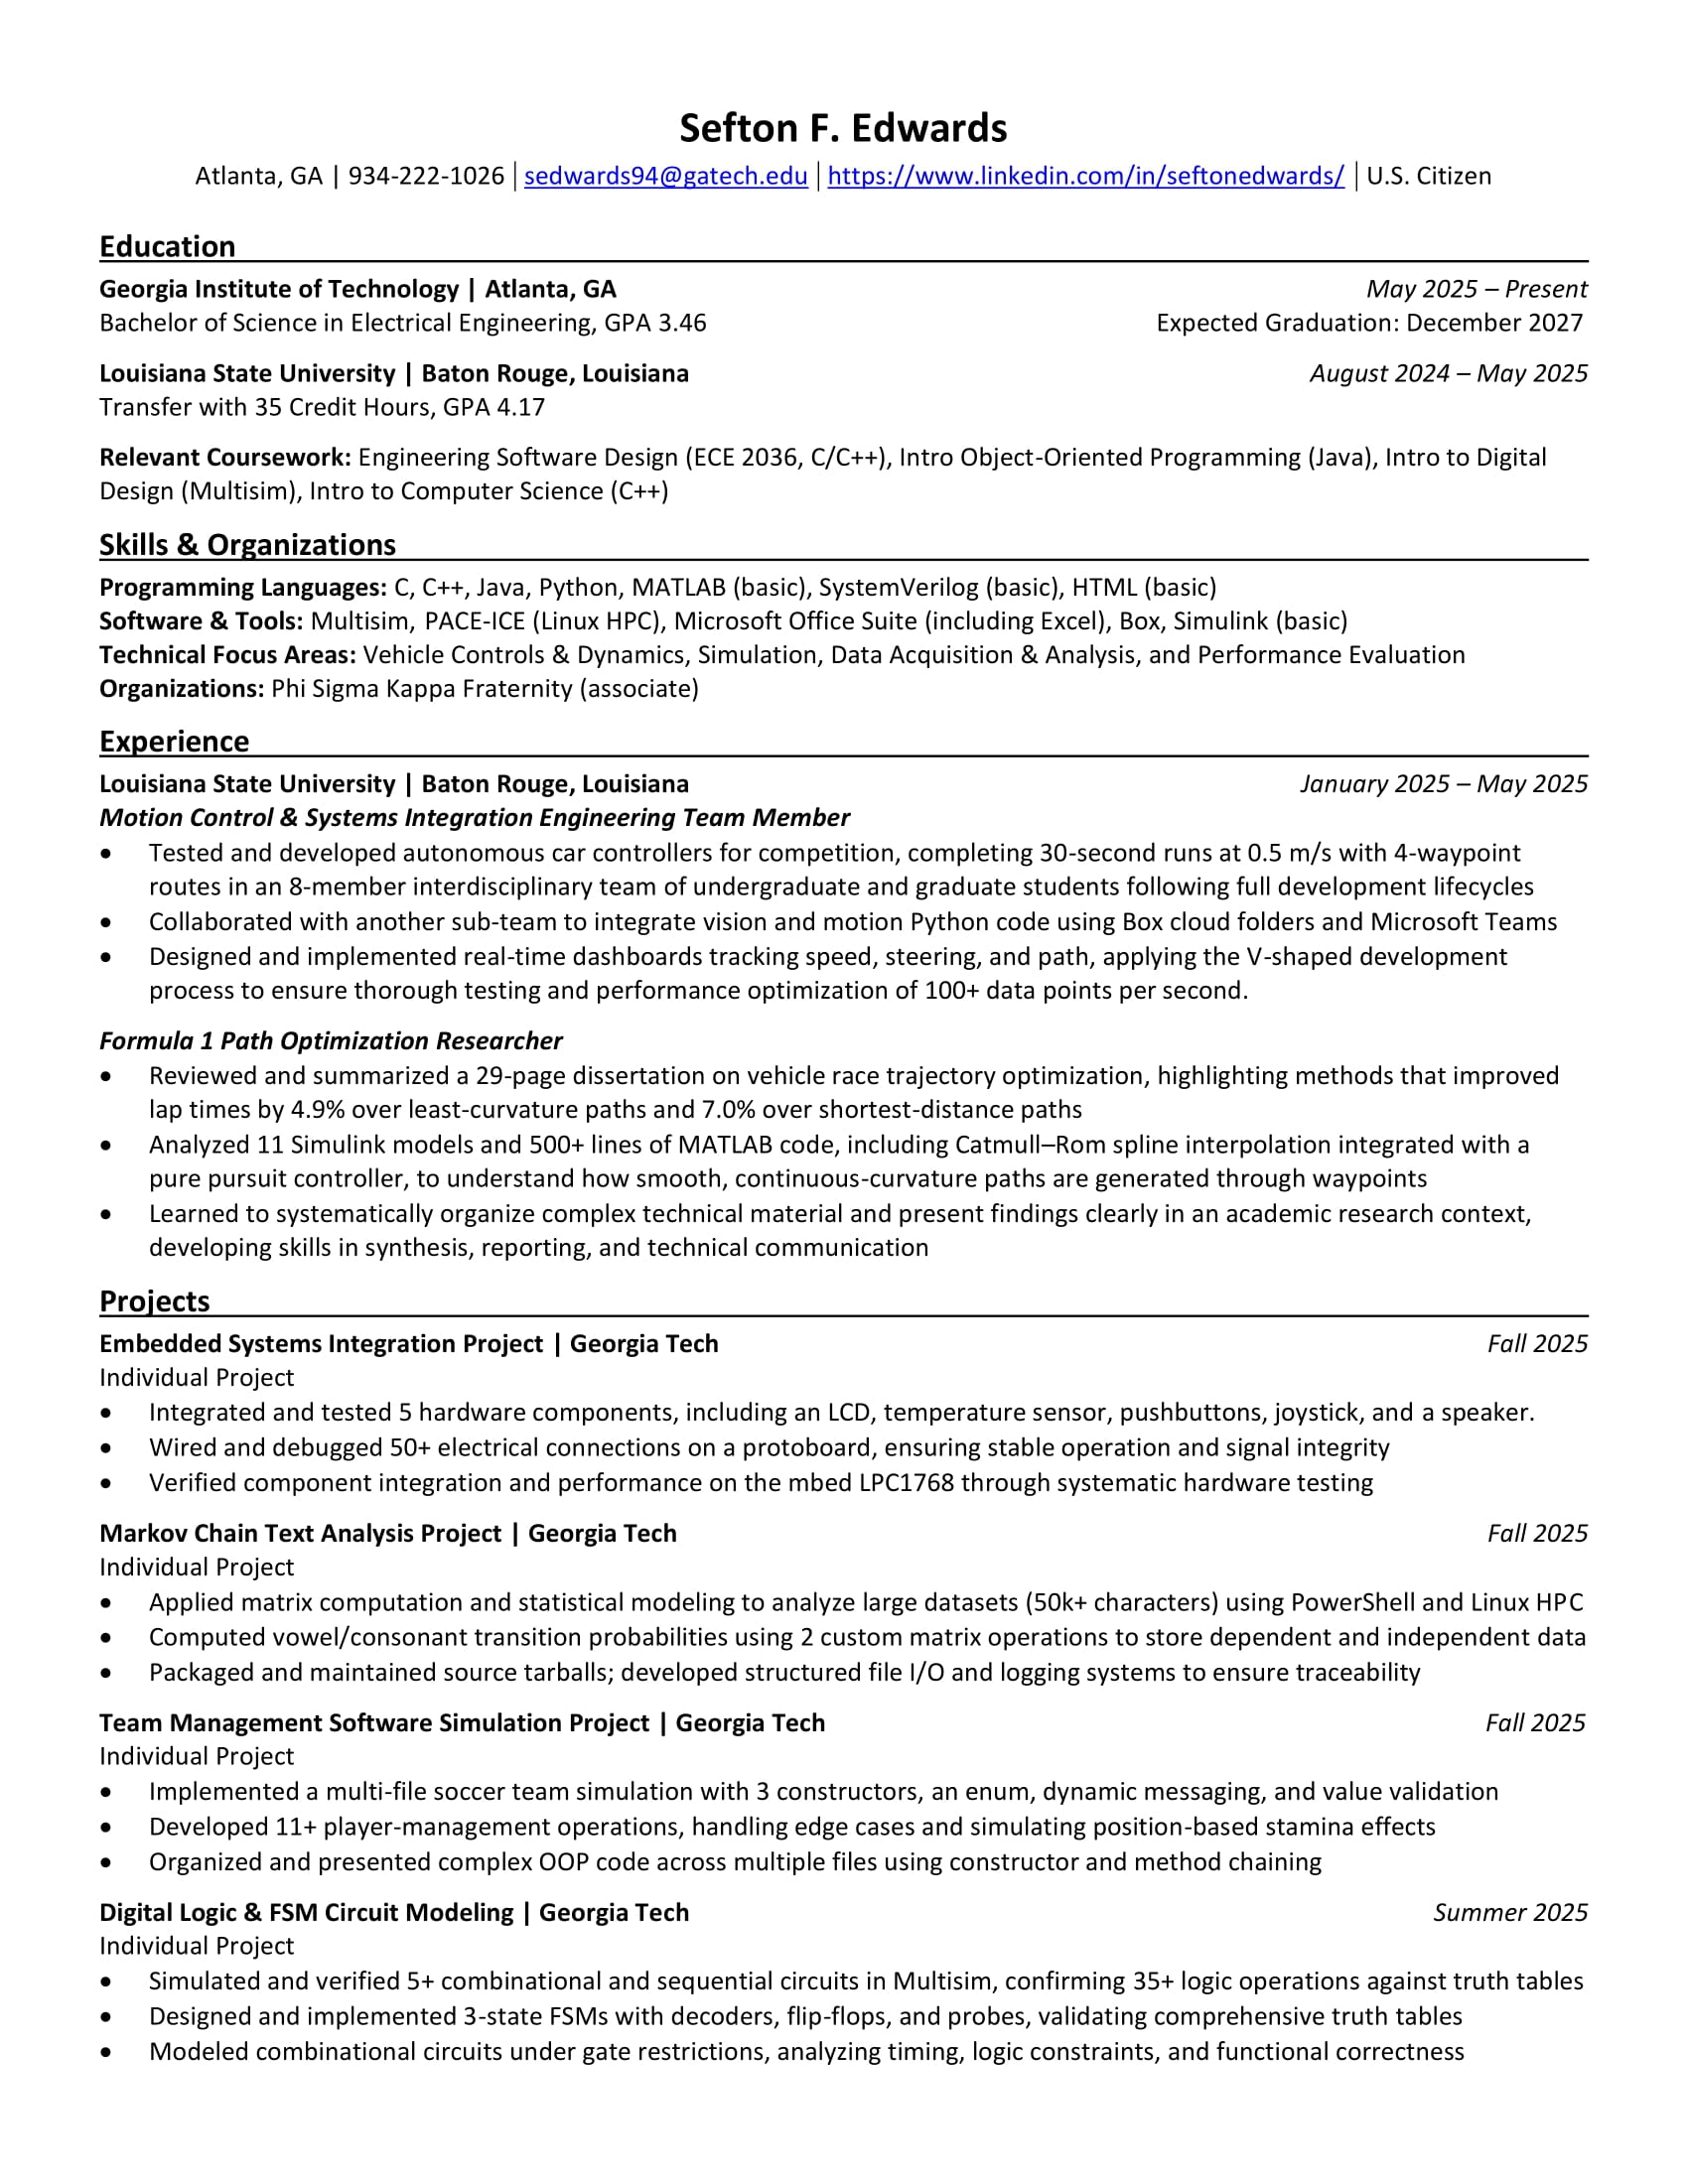 Sefton F. Edwards
Atlanta, GA | 934-222-1026 | sedwards94@gatech.edu | https://www.linkedin.com/in/seftonedwards/ | U.S. Citizen
Education
Georgia Institute of Technology | Atlanta, GA May 2025 – Present
Bachelor of Science in Electrical Engineering, GPA 3.46 Expected Graduation: December 2027
Louisiana State University | Baton Rouge, Louisiana August 2024 – May 2025
Transfer with 35 Credit Hours, GPA 4.17
Relevant Coursework: Engineering Software Design (ECE 2036, C/C++), Intro Object-Oriented Programming (Java), Intro to Digital
Design (Multisim), Intro to Computer Science (C++)
Skills & Organizations
Programming Languages: C, C++, Java, Python, MATLAB (basic), SystemVerilog (basic), HTML (basic)
Software & Tools: Multisim, PACE-ICE (Linux HPC), Microsoft Office Suite (including Excel), Box, Simulink (basic)
Technical Focus Areas: Vehicle Controls & Dynamics, Simulation, Data Acquisition & Analysis, and Performance Evaluation
Organizations: Phi Sigma Kappa Fraternity (associate)
Experience
Louisiana State University | Baton Rouge, Louisiana January 2025 – May 2025
Motion Control & Systems Integration Engineering Team Member
• Tested and developed autonomous car controllers for competition, completing 30-second runs at 0.5 m/s with 4-waypoint
routes in an 8-member interdisciplinary team of undergraduate and graduate students following full development lifecycles
• Collaborated with another sub-team to integrate vision and motion Python code using Box cloud folders and Microsoft Teams
• Designed and implemented real-time dashboards tracking speed, steering, and path, applying the V-shaped development
process to ensure thorough testing and performance optimization of 100+ data points per second.
Formula 1 Path Optimization Researcher
• Reviewed and summarized a 29-page dissertation on vehicle race trajectory optimization, highlighting methods that improved
lap times by 4.9% over least-curvature paths and 7.0% over shortest-distance paths
• Analyzed 11 Simulink models and 500+ lines of MATLAB code, including Catmull–Rom spline interpolation integrated with a
pure pursuit controller, to understand how smooth, continuous-curvature paths are generated through waypoints
• Learned to systematically organize complex technical material and present findings clearly in an academic research context,
developing skills in synthesis, reporting, and technical communication
Projects
Embedded Systems Integration Project | Georgia Tech Fall 2025
Individual Project
• Integrated and tested 5 hardware components, including an LCD, temperature sensor, pushbuttons, joystick, and a speaker.
• Wired and debugged 50+ electrical connections on a protoboard, ensuring stable operation and signal integrity
• Verified component integration and performance on the mbed LPC1768 through systematic hardware testing
Markov Chain Text Analysis Project | Georgia Tech Fall 2025
Individual Project
• Applied matrix computation and statistical modeling to analyze large datasets (50k+ characters) using PowerShell and Linux HPC
• Computed vowel/consonant transition probabilities using 2 custom matrix operations to store dependent and independent data
• Packaged and maintained source tarballs; developed structured file I/O and logging systems to ensure traceability
Team Management Software Simulation Project | Georgia Tech Fall 2025
Individual Project
• Implemented a multi-file soccer team simulation with 3 constructors, an enum, dynamic messaging, and value validation
• Developed 11+ player-management operations, handling edge cases and simulating position-based stamina effects
• Organized and presented complex OOP code across multiple files using constructor and method chaining
Digital Logic & FSM Circuit Modeling | Georgia Tech Summer 2025
Individual Project
• Simulated and verified 5+ combinational and sequential circuits in Multisim, confirming 35+ logic operations against truth tables
• Designed and implemented 3-state FSMs with decoders, flip-flops, and probes, validating comprehensive truth tables
• Modeled combinational circuits under gate restrictions, analyzing timing, logic constraints, and functional correctness